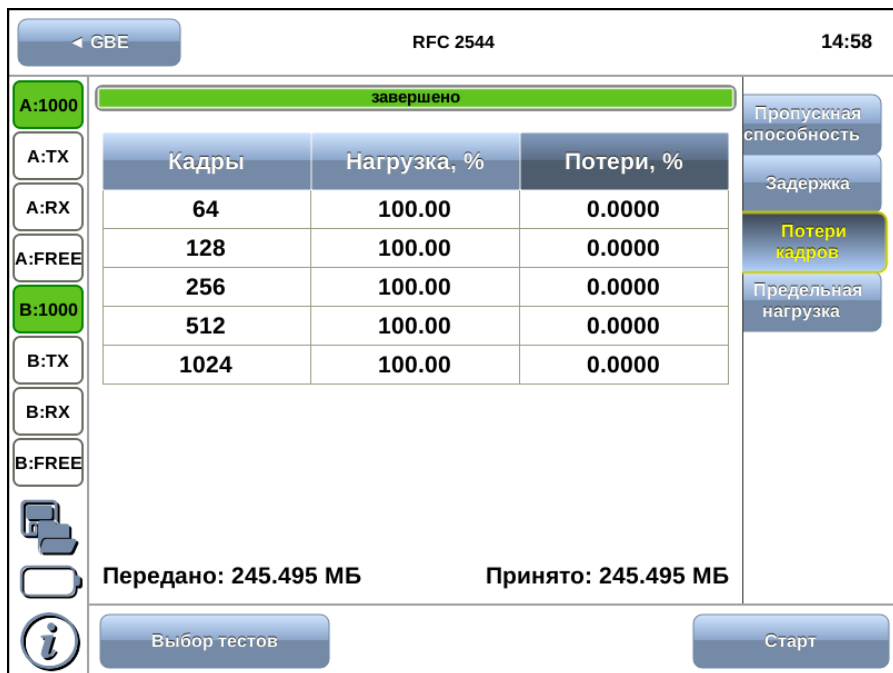 ◄ GBE
RFC 2544
14:58
A:1000
A:TX
A:RX
A:FREE
B:1000
B:TX
B:RX
B:FREE
завершено
Кадры Нагрузка, % Потери, %
64 100.00 0.0000
128 100.00 0.0000
256 100.00 0.0000
512 100.00 0.0000
1024 100.00 0.0000
Передано: 245.495 МБ Принято: 245.495 МБ
Пропускная
способность
Задержка
Потери
кадров
Предельная
нагрузка
i
Выбор тестов
Старт